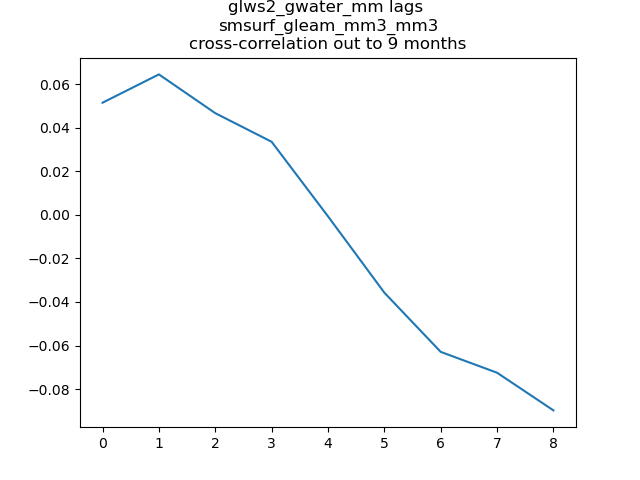 glws2_gwater_mm lags
smsurf_gleam_mm3_mm3
cross-correlation out to 9 months
0.06
0.04
0.02
0.00
−0.02
−0.04
−0.06
−0.08
0 1 2 3 4 5 6 7 8